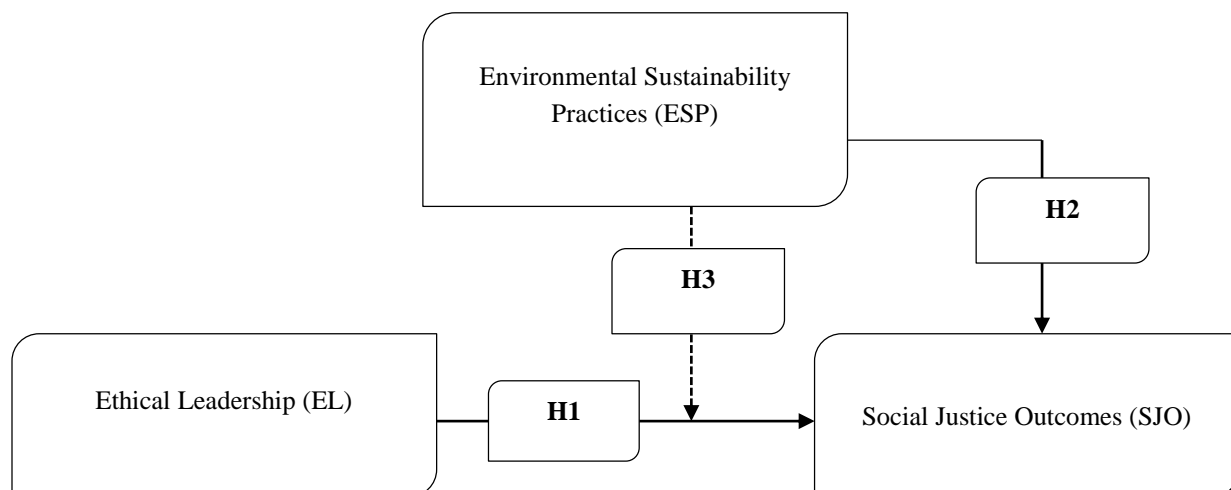 Environmental Sustainability
Practices (ESP)
H2
H3
Ethical Leadership (EL)
H1
Social Justice Outcomes (SJO)